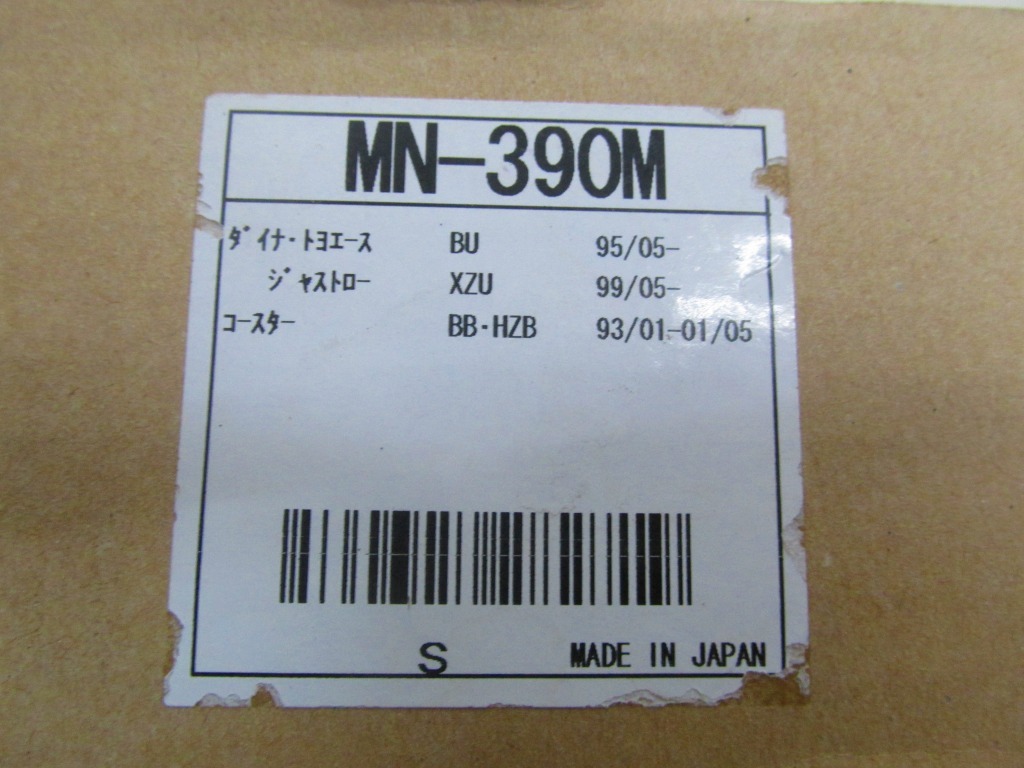 MN-390M
ﾀﾞｲﾅ･ﾄﾖｴｰｽ BU 95/05-
ｼﾞｬｽﾄﾛｰ XZU 99/05-
ｺｰｽﾀｰ BB･HZB 93/01-01/05
S MADE IN JAPAN